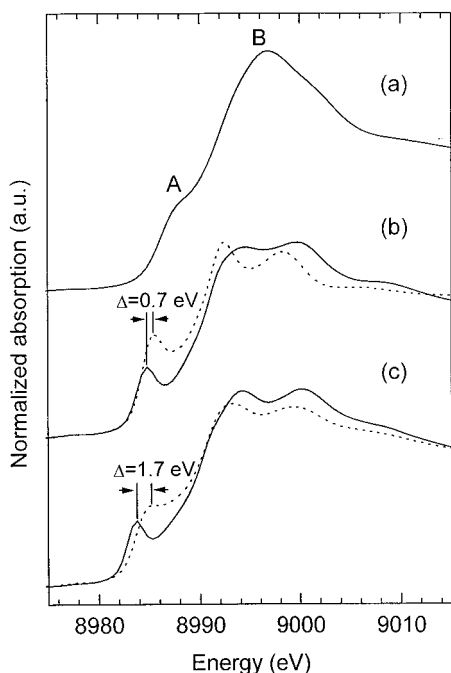 B
(a)
A
(b)
Δ=0.7 eV
(c)
Δ=1.7 eV
Normalized absorption (a.u.)
8980 8990 9000 9010
Energy (eV)